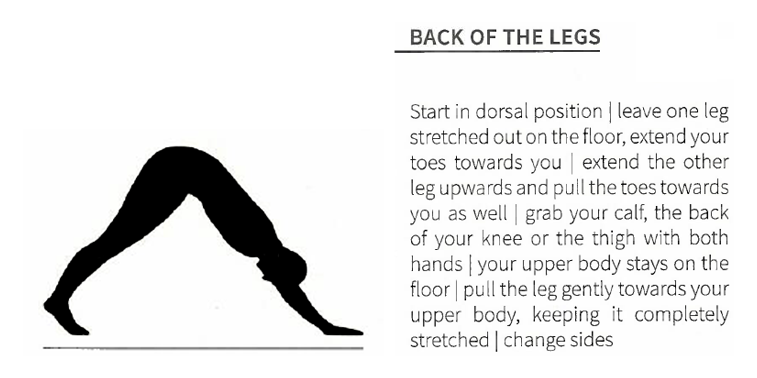 BACK OF THE LEGS
Start in dorsal position | leave one leg
stretched out on the floor, extend your
toes towards you | extend the other
leg upwards and pull the toes towards
you as well | grab your calf, the back
of your knee or the thigh with both
hands | your upper body stays on the
floor | pull the leg gently towards your
upper body, keeping it completely
stretched | change sides